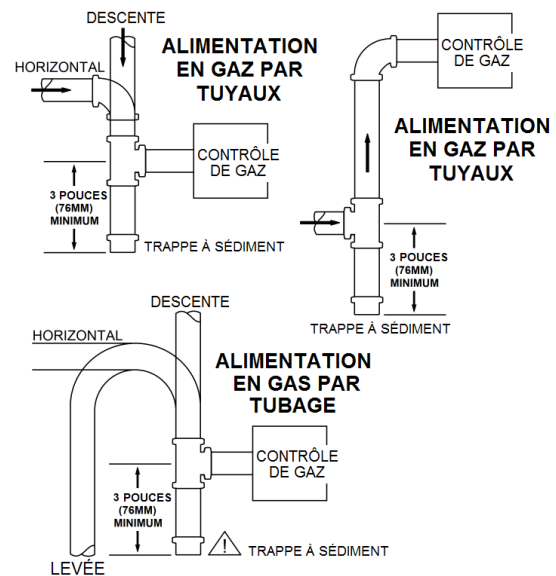 DESCENTE
HORIZONTAL
ALIMENTATION
EN GAZ PAR
TUYAUX
CONTRÔLE
DE GAZ
3 POUCES
(76MM)
MINIMUM
TRAPPE À SÉDIMENT
CONTRÔLE
DE GAZ
ALIMENTATION
EN GAZ PAR
TUYAUX
3 POUCES
(76MM)
MINIMUM
TRAPPE À SÉDIMENT
DESCENTE
HORIZONTAL
ALIMENTATION
EN GAS PAR
TUBAGE
CONTRÔLE
DE GAZ
3 POUCES
(76MM)
MINIMUM
! TRAPPE À SÉDIMENT
LEVÉE